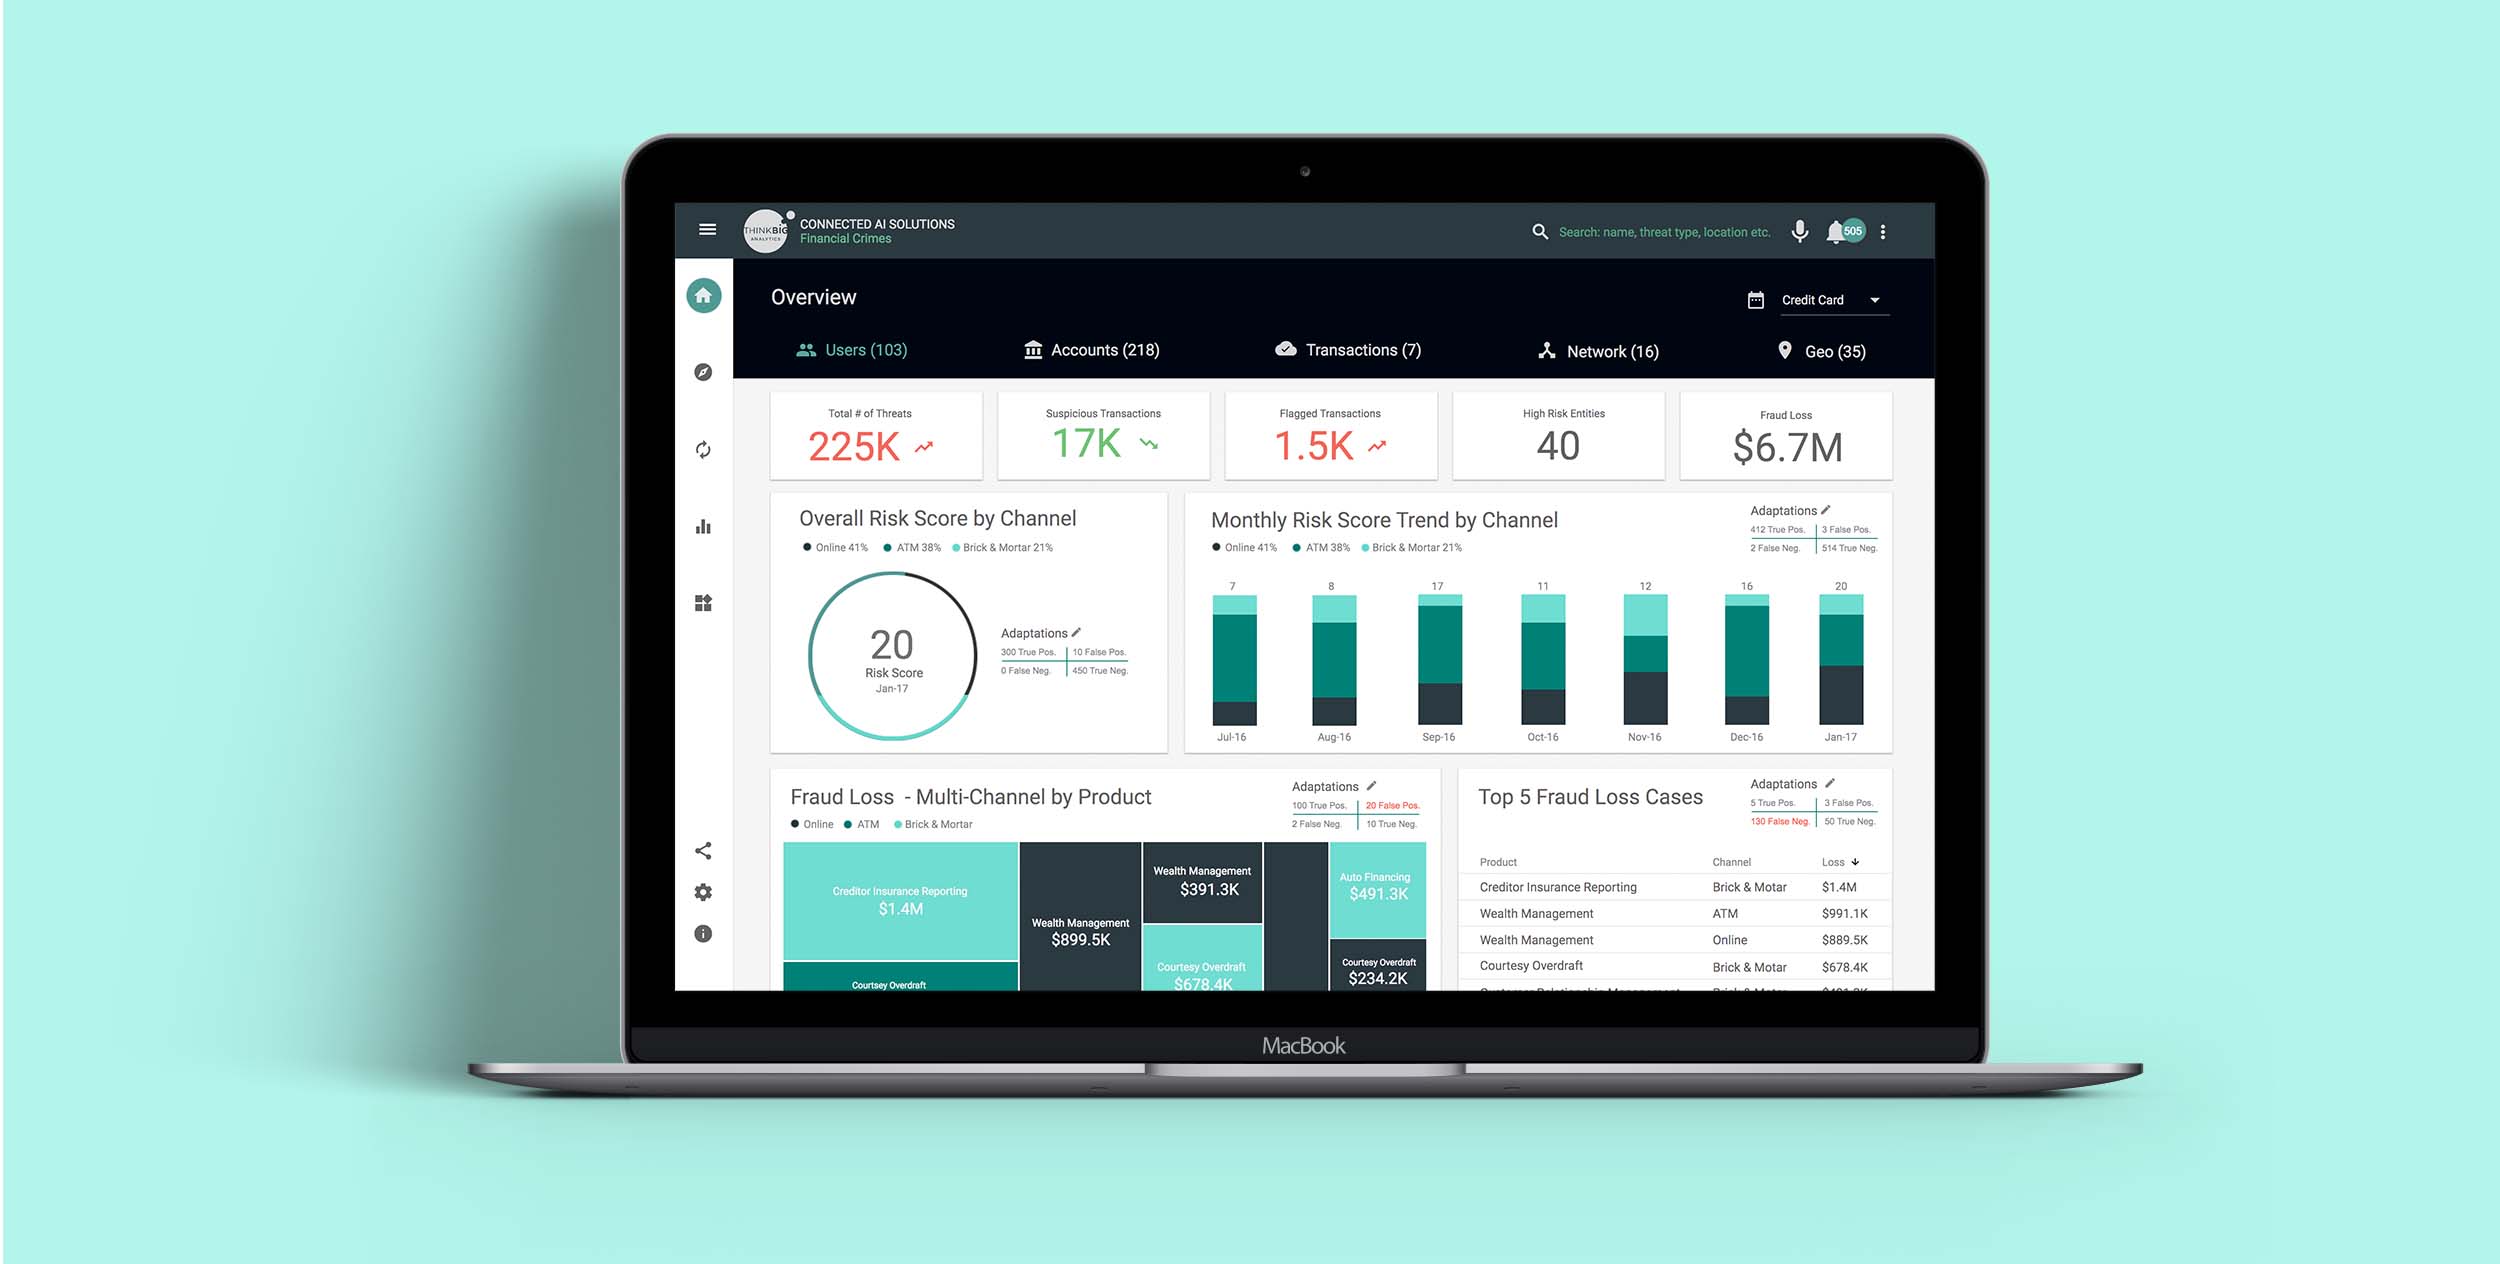 THINKBIG
ANALYTICS
CONNECTED AI SOLUTIONS
Financial Crimes
Search: name, threat type, location etc.
505
Overview
Credit Card
Users (103)
Accounts (218)
Transactions (7)
Network (16)
Geo (35)
Total # of Threats
225K
Suspicious Transactions
17K
Flagged Transactions
1.5K
High Risk Entities
40
Fraud Loss
$6.7M
Overall Risk Score by Channel
Online 41% ATM 38% Brick & Mortar 21%
20
Risk Score
Jan-17
Adaptations
300 True Pos. 10 False Pos.
0 False Neg. 450 True Neg.
Monthly Risk Score Trend by Channel
Online 41% ATM 38% Brick & Mortar 21%
Adaptations
412 True Pos. 3 False Pos.
2 False Neg. 514 True Neg.
7 8 17 11 12 16 20
Jul-16 Aug-16 Sep-16 Oct-16 Nov-16 Dec-16 Jan-17
Fraud Loss - Multi-Channel by Product
Online ATM Brick & Mortar
Adaptations
100 True Pos. 20 False Pos.
2 False Neg. 10 True Neg.
Creditor Insurance Reporting
$1.4M
Courtsey Overdraft
Wealth Management
$899.5K
Wealth Management
$391.3K
Courtesy Overdraft
$678.4K
Auto Financing
$491.3K
Courtesy Overdraft
$234.2K
Top 5 Fraud Loss Cases
Adaptations
5 True Pos. 3 False Pos.
130 False Neg. 50 True Neg.
Product Channel Loss
Creditor Insurance Reporting Brick & Motar $1.4M
Wealth Management ATM $991.1K
Wealth Management Online $889.5K
Courtesy Overdraft Brick & Motar $678.4K
Customer Relationship Management Brick & Motar
MacBook